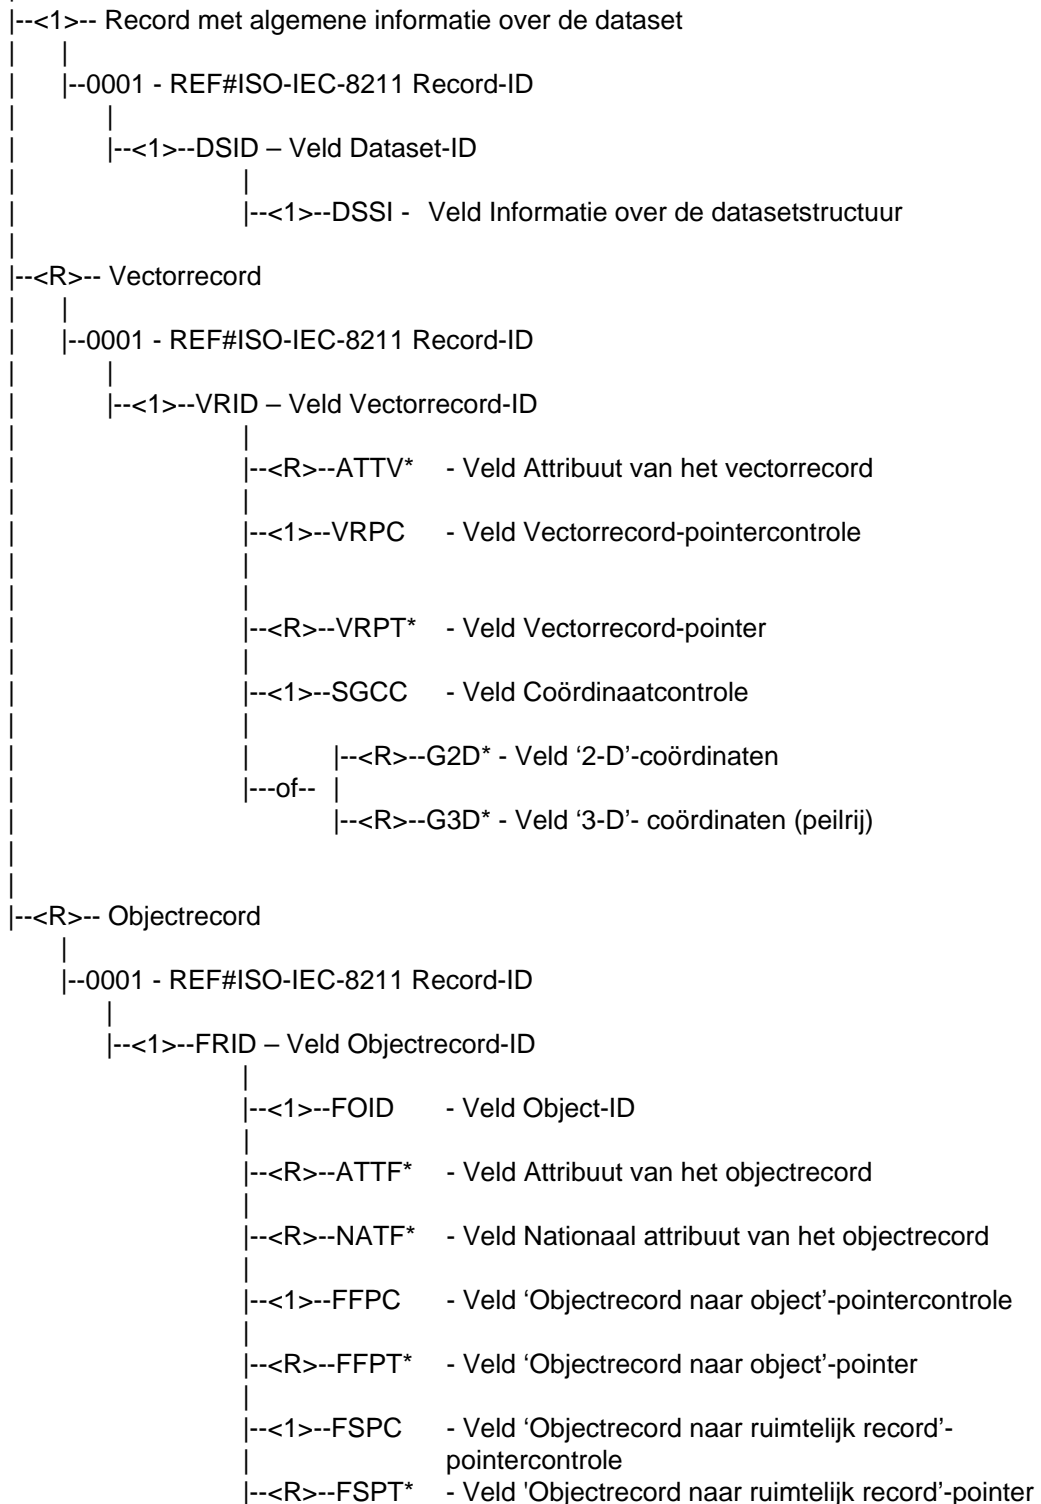 |--<1>-- Record met algemene informatie over de dataset
| |
| |--0001 - REF#ISO-IEC-8211 Record-ID
| |
| |--<1>--DSID – Veld Dataset-ID
| |
| |--<1>--DSSI - Veld Informatie over de datasetstructuur
|
|--<R>-- Vectorrecord
| |
| |--0001 - REF#ISO-IEC-8211 Record-ID
| |
| |--<1>--VRID – Veld Vectorrecord-ID
| |
| |--<R>--ATTV* - Veld Attribuut van het vectorrecord
| |
| |--<1>--VRPC - Veld Vectorrecord-pointercontrole
| |
| |
| |--<R>--VRPT* - Veld Vectorrecord-pointer
| |
| |--<1>--SGCC - Veld Coördinaatcontrole
| |
| | |--<R>--G2D* - Veld ‘2-D’-coördinaten
| |---of-- |
| |--<R>--G3D* - Veld ‘3-D’- coördinaten (peilrij)
|
|
|--<R>-- Objectrecord
|
|--0001 - REF#ISO-IEC-8211 Record-ID
|
|--<1>--FRID – Veld Objectrecord-ID
|
|--<1>--FOID - Veld Object-ID
|
|--<R>--ATTF* - Veld Attribuut van het objectrecord
|
|--<R>--NATF* - Veld Nationaal attribuut van het objectrecord
|
|--<1>--FFPC - Veld ‘Objectrecord naar object’-pointercontrole
|
|--<R>--FFPT* - Veld ‘Objectrecord naar object’-pointer
|
|--<1>--FSPC - Veld ‘Objectrecord naar ruimtelijk record’-
| pointercontrole
|--<R>--FSPT* - Veld 'Objectrecord naar ruimtelijk record’-pointer